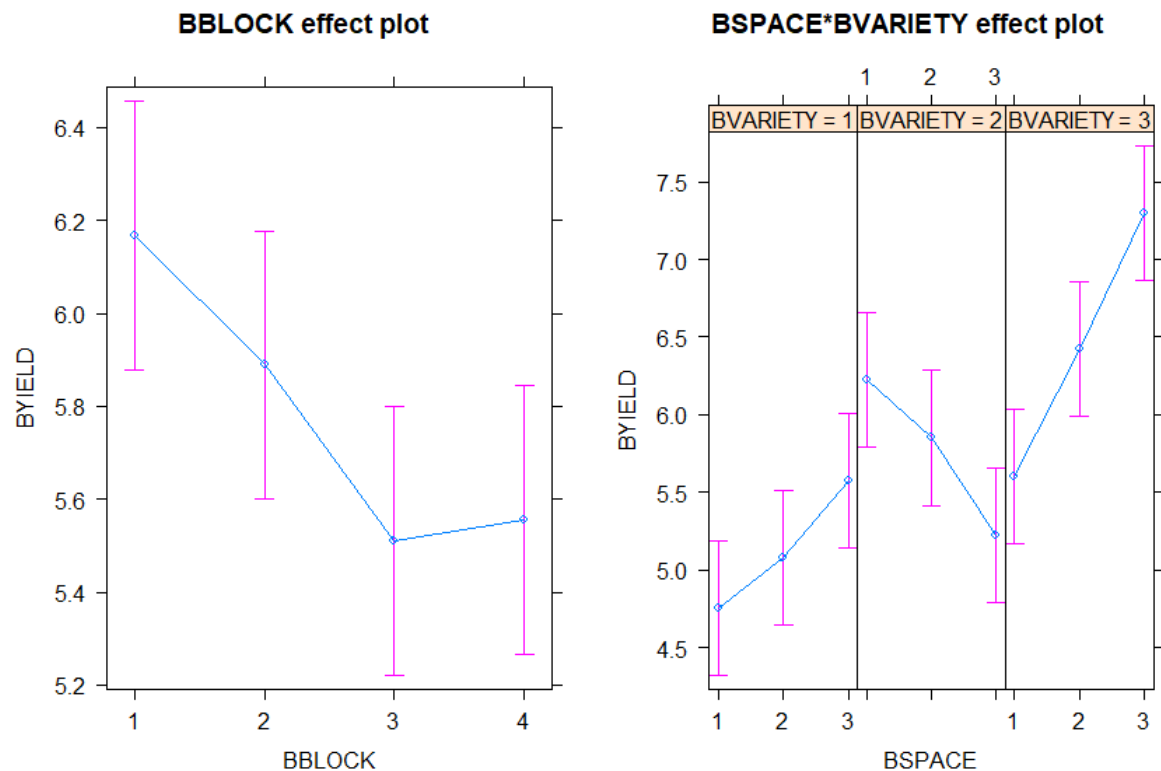 BBLOCK effect plot
BYIELD
6.4
6.2
6.0
5.8
5.6
5.4
5.2
1 2 3 4
BBLOCK
BSPACE*BVARIETY effect plot
1 2 3
BVARIETY = 1 BVARIETY = 2 BVARIETY = 3
BYIELD
7.5
7.0
6.5
6.0
5.5
5.0
4.5
1 2 3 1 2 3
BSPACE